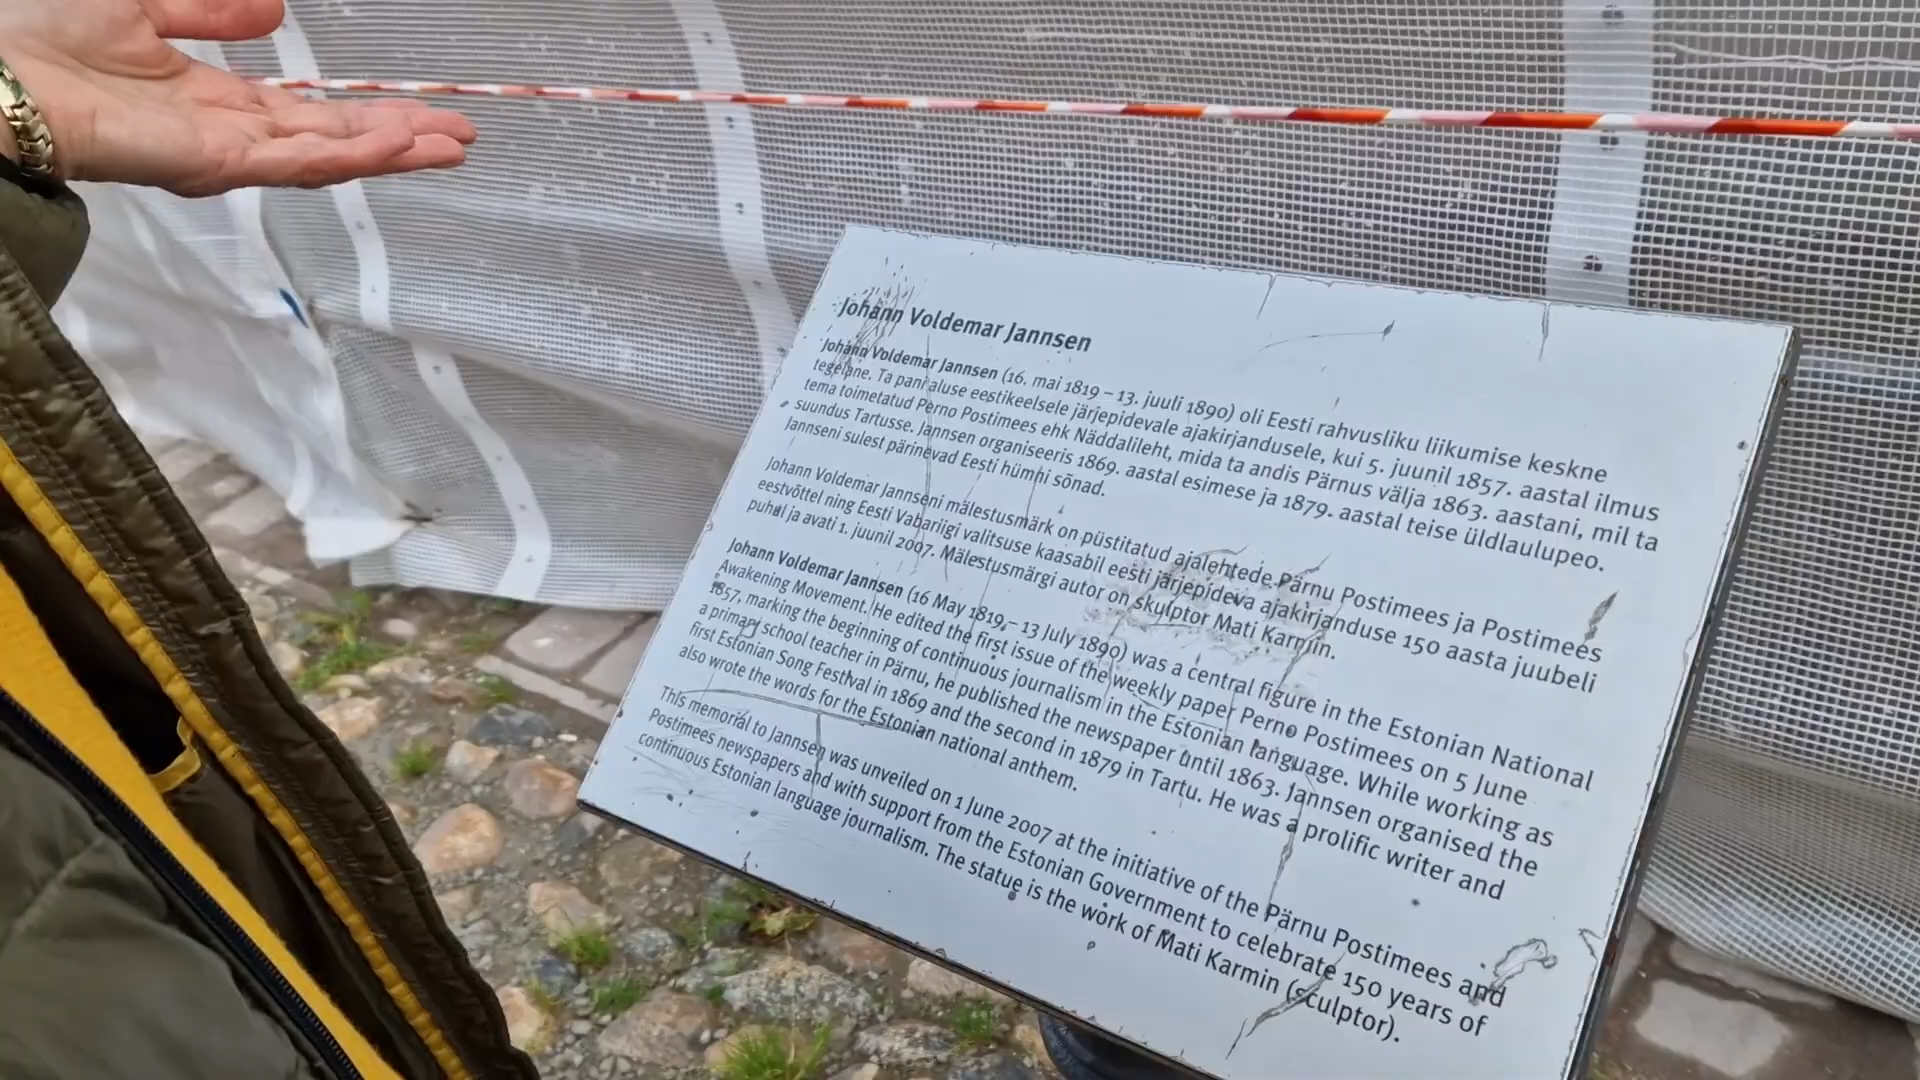 Johann Voldemar Jannsen
Johann Voldemar Jannsen (16. mai 1819 – 13. juuli 1890) oli Eesti rahvusliku liikumise keskne
tegelane. Ta pani aluse eestikeelsele järjepidevale ajakirjandusele, kui 5. juunil 1857. aastal ilmus
tema toimetatud Perno Postimees ehk Näddalileht, mida ta andis Pärnus välja 1863. aastani, mil ta
suundus Tartusse. Jannsen organiseeris 1869. aastal esimese ja 1879. aastal teise üldlaulupeo.
Jannseni sulest pärinevad Eesti hümni sõnad.
Johann Voldemar Jannseni mälestusmärk on püstitatud ajalehtede Pärnu Postimees ja Postimees
eestvõttel ning Eesti Vabariigi valitsuse kaasabil eesti järjepideva ajakirjanduse 150 aasta juubeli
puhul ja avati 1. juunil 2007. Mälestusmärgi autor on skulptor Mati Karmin.
Johann Voldemar Jannsen (16 May 1819 – 13 July 1890) was a central figure in the Estonian National
Awakening Movement. He edited the first issue of the weekly paper Perno Postimees on 5 June
1857, marking the beginning of continuous journalism in the Estonian language. While working as
a primary school teacher in Pärnu, he published the newspaper until 1863. Jannsen organised the
first Estonian Song Festival in 1869 and the second in 1879 in Tartu. He was a prolific writer and
also wrote the words for the Estonian national anthem.
This memorial to Jannsen was unveiled on 1 June 2007 at the initiative of the Pärnu Postimees and
Postimees newspapers and with support from the Estonian Government to celebrate 150 years of
continuous Estonian language journalism. The statue is the work of Mati Karmin (sculptor).